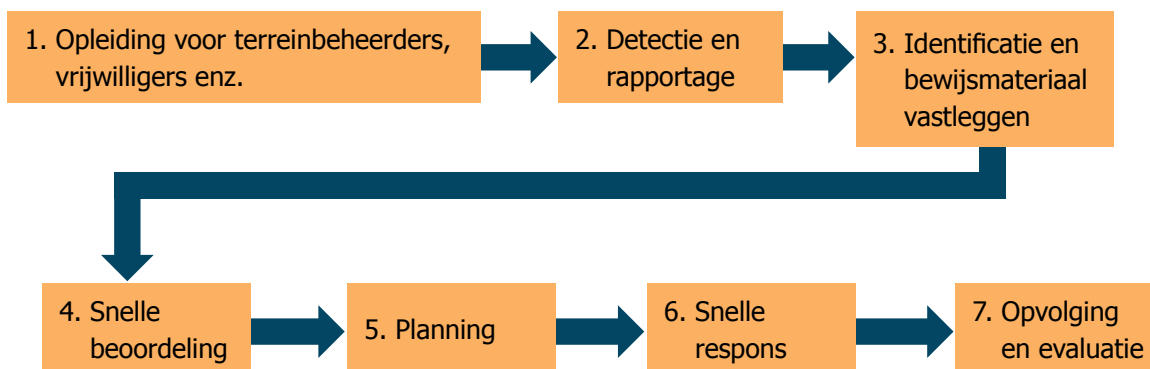 1. Opleiding voor terreinbeheerders,
vrijwilligers enz.
2. Detectie en
rapportage
3. Identificatie en
bewijsmateriaal
vastleggen
4. Snelle
beoordeling
5. Planning
6. Snelle
respons
7. Opvolging
en evaluatie